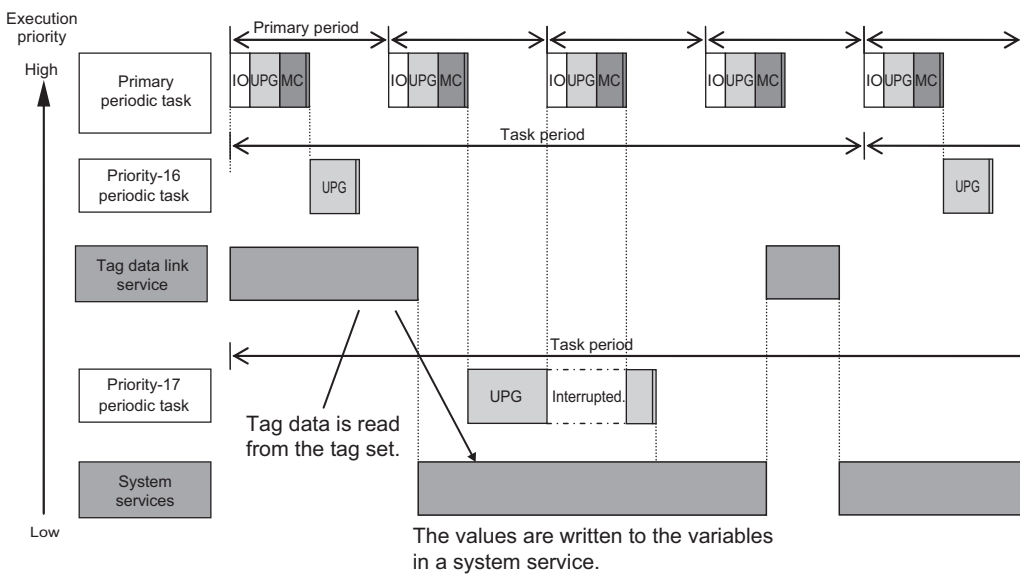 Execution
priority
High
Primary period
Primary
periodic task
IO UPG MC
IO UPG MC
IO UPG MC
IO UPG MC
IO UPG MC
Task period
Priority-16
periodic task
UPG
UPG
Tag data link
service
Task period
Priority-17
periodic task
UPG
Interrupted.
Tag data is read
from the tag set.
System
services
Low
The values are written to the variables
in a system service.